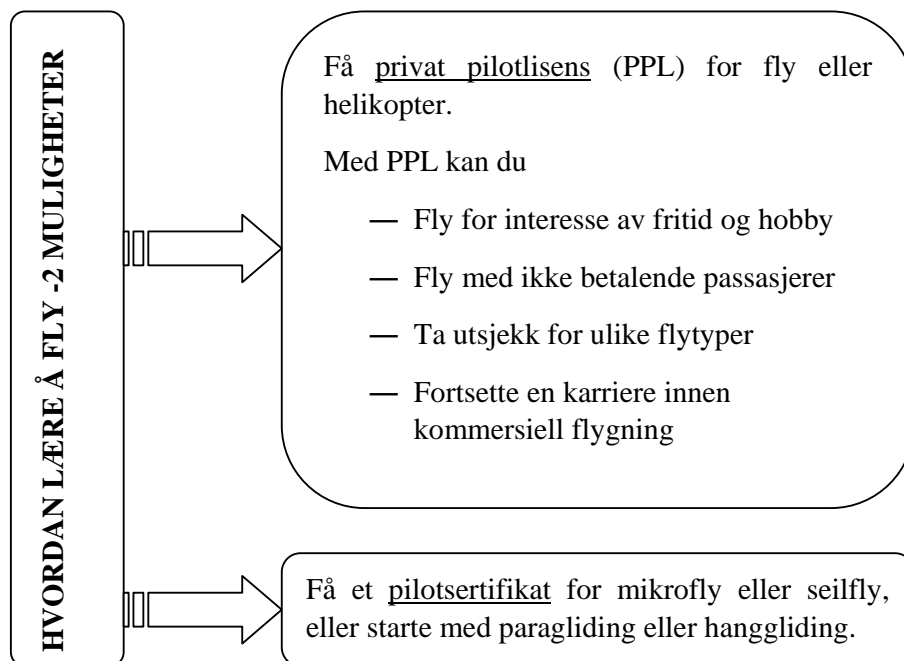 HVORDAN LÆRE Å FLY -2 MULIGHETER
Få privat pilotlisens (PPL) for fly eller
helikopter.
Med PPL kan du
— Fly for interesse av fritid og hobby
— Fly med ikke betalende passasjerer
— Ta utsjekk for ulike flytyper
— Fortsette en karriere innen
kommersiell flygning
Få et pilotsertifikat for mikrofly eller seilfly,
eller starte med paragliding eller hanggliding.